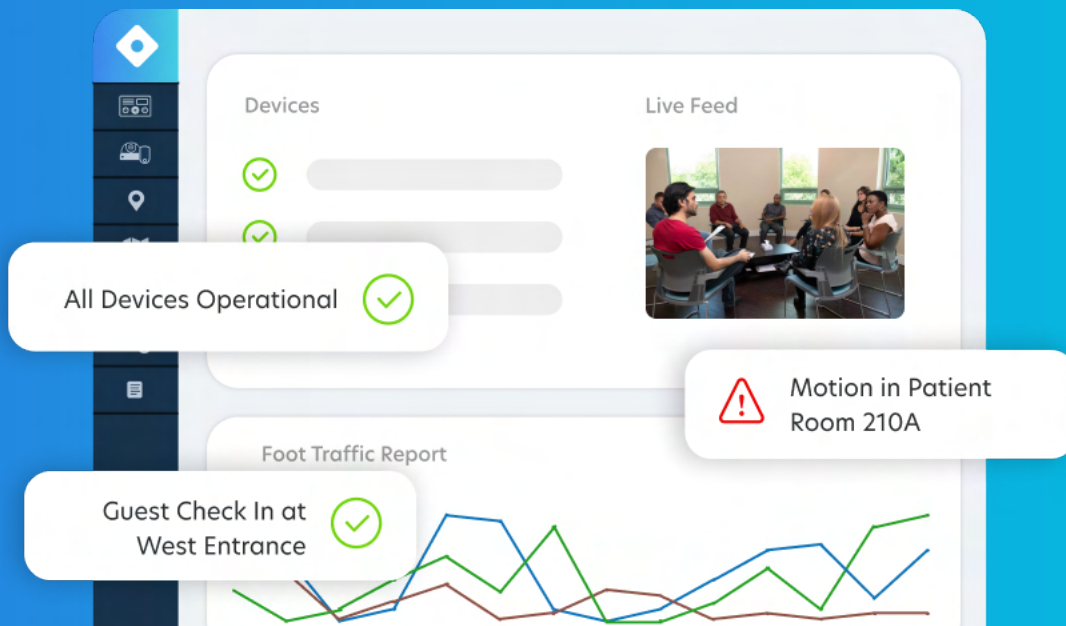 Devices
Live Feed
All Devices Operational
Motion in Patient
Room 210A
Foot Traffic Report
Guest Check In at
West Entrance